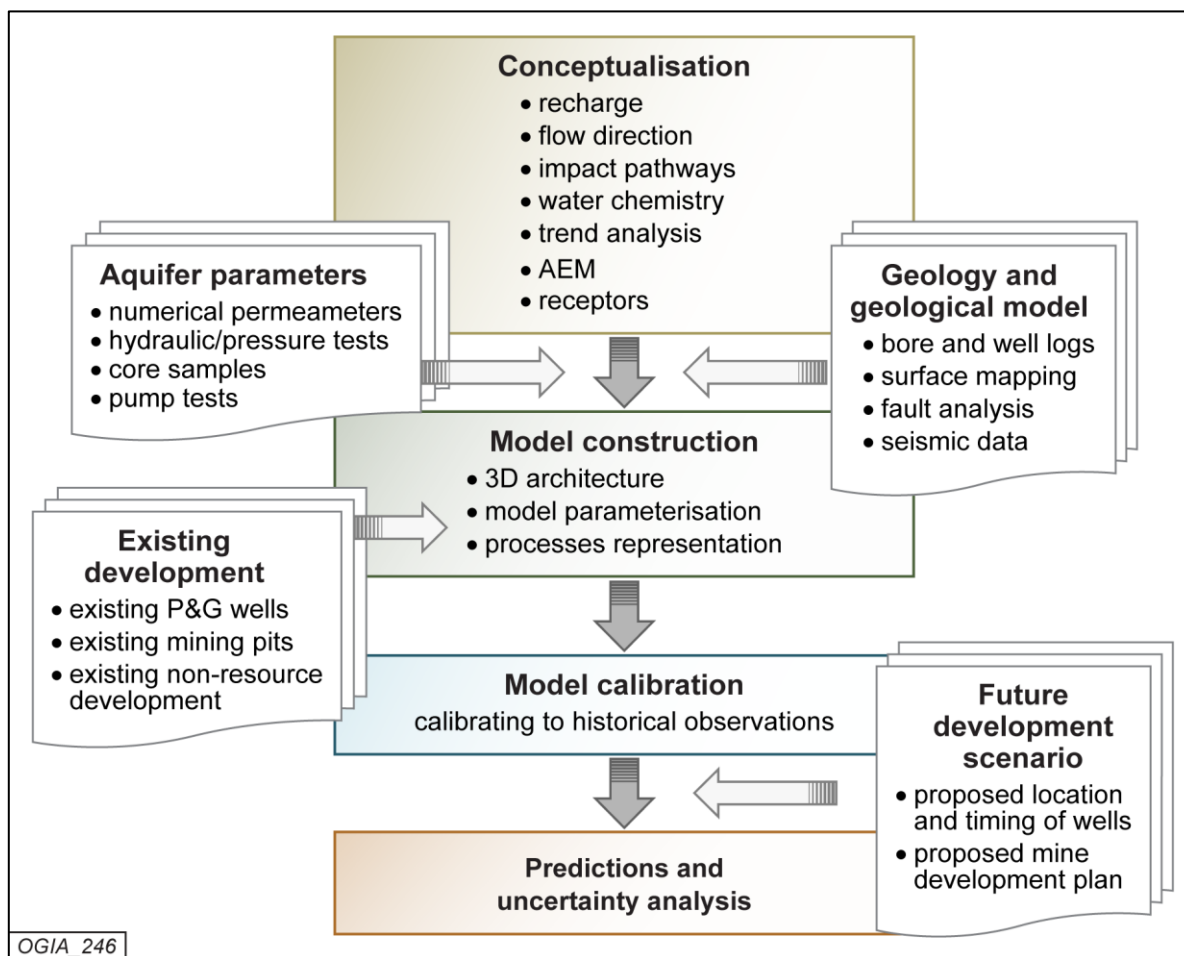 Conceptualisation
• recharge
• flow direction
• impact pathways
• water chemistry
• trend analysis
• AEM
• receptors
Aquifer parameters
• numerical permeameters
• hydraulic/pressure tests
• core samples
• pump tests
Geology and
geological model
• bore and well logs
• surface mapping
• fault analysis
• seismic data
Model construction
• 3D architecture
• model parameterisation
• processes representation
Existing
development
• existing P&G wells
• existing mining pits
• existing non-resource
development
Model calibration
calibrating to historical observations
Future
development
scenario
• proposed location
and timing of wells
• proposed mine
development plan
Predictions and
uncertainty analysis
OGIA_246